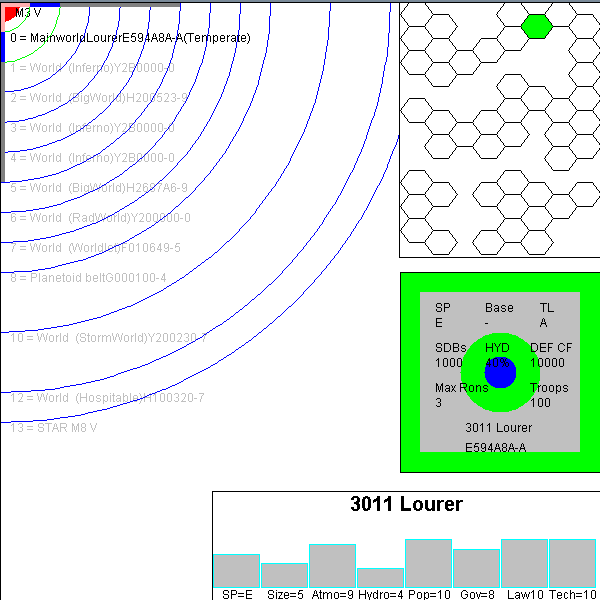 M3 V
0 = MainworldLourerE594A8A-A(Temperate)
1 = World (Inferno)Y2B0000-0
2 = World (BigWorld)H200523-9
3 = World (Inferno)Y2B0000-0
4 = World (Inferno)Y2B0000-0
5 = World (BigWorld)H2697A6-9
6 = World (RadWorld)Y200000-0
7 = World (Worldlet)F010649-5
8 = Planetoid beltG000100-4
10 = World (StormWorld)Y200230-7
12 = World (Hospitable)H100320-7
13 = STAR M8 V
SP Base TL
E - A
SDBs HYD DEF CF
1000 40% 10000
Max Rons Troops
3 100
3011 Lourer
E594A8A-A
3011 Lourer
SP=E Size=5 Atmo=9 Hydro=4 Pop=10 Gov=8 Law10 Tech=10